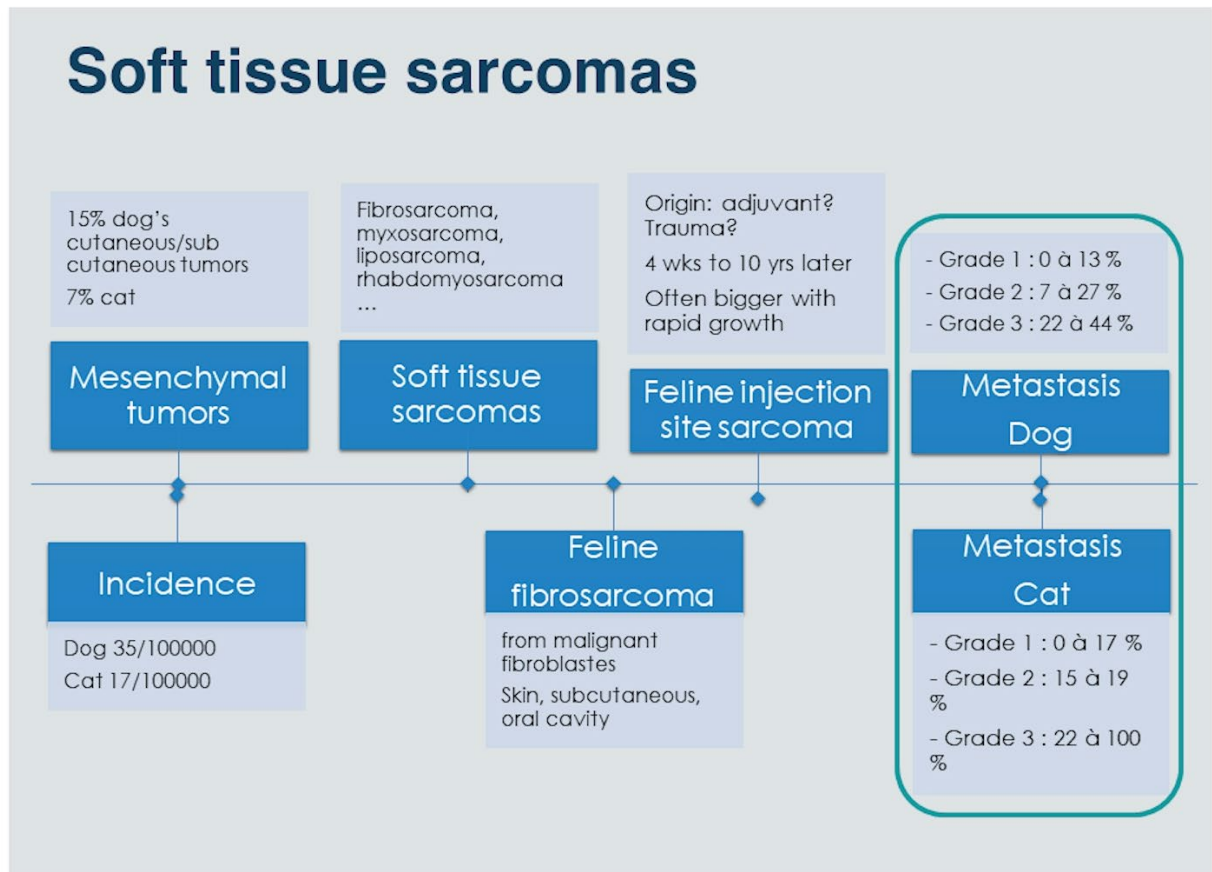 Soft tissue sarcomas
15% dog's
cutaneous/sub
cutaneous tumors
7% cat
Mesenchymal
tumors
Fibrosarcoma,
myxosarcoma,
liposarcoma,
rhabdomyosarcoma
…
Soft tissue
sarcomas
Origin: adjuvant?
Trauma?
4 wks to 10 yrs later
Often bigger with
rapid growth
Feline injection
site sarcoma
- Grade 1 : 0 à 13 %
- Grade 2 : 7 à 27 %
- Grade 3 : 22 à 44 %
Metastasis
Dog
Incidence
Dog 35/100000
Cat 17/100000
Feline
fibrosarcoma
from malignant
fibroblastes
Skin, subcutaneous,
oral cavity
Metastasis
Cat
- Grade 1 : 0 à 17 %
- Grade 2 : 15 à 19
%
- Grade 3 : 22 à 100
%